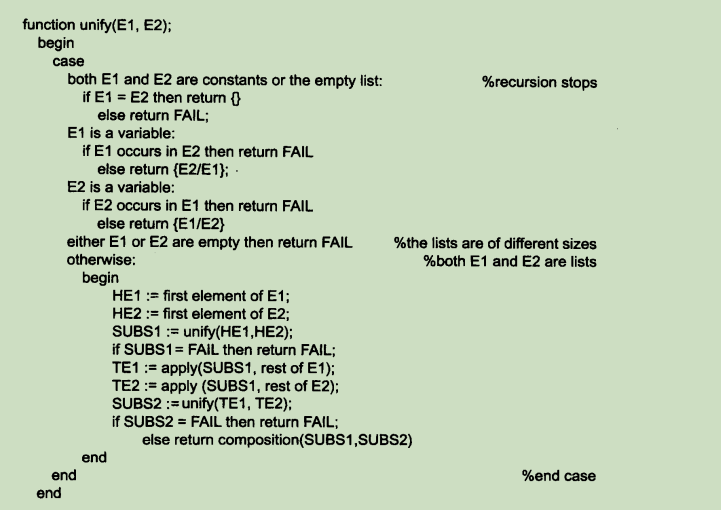 function unify(E1, E2);
begin
case
both E1 and E2 are constants or the empty list: %recursion stops
if E1 = E2 then return {}
else return FAIL;
E1 is a variable:
if E1 occurs in E2 then return FAIL
else return {E2/E1};
E2 is a variable:
if E2 occurs in E1 then return FAIL
else return {E1/E2}
either E1 or E2 are empty then return FAIL %the lists are of different sizes
otherwise: %both E1 and E2 are lists
begin
HE1 := first element of E1;
HE2 := first element of E2;
SUBS1 := unify(HE1,HE2);
if SUBS1 = FAIL then return FAIL;
TE1 := apply(SUBS1, rest of E1);
TE2 := apply (SUBS1, rest of E2);
SUBS2 := unify(TE1, TE2);
if SUBS2 = FAIL then return FAIL;
else return composition(SUBS1,SUBS2)
end
end %end case
end